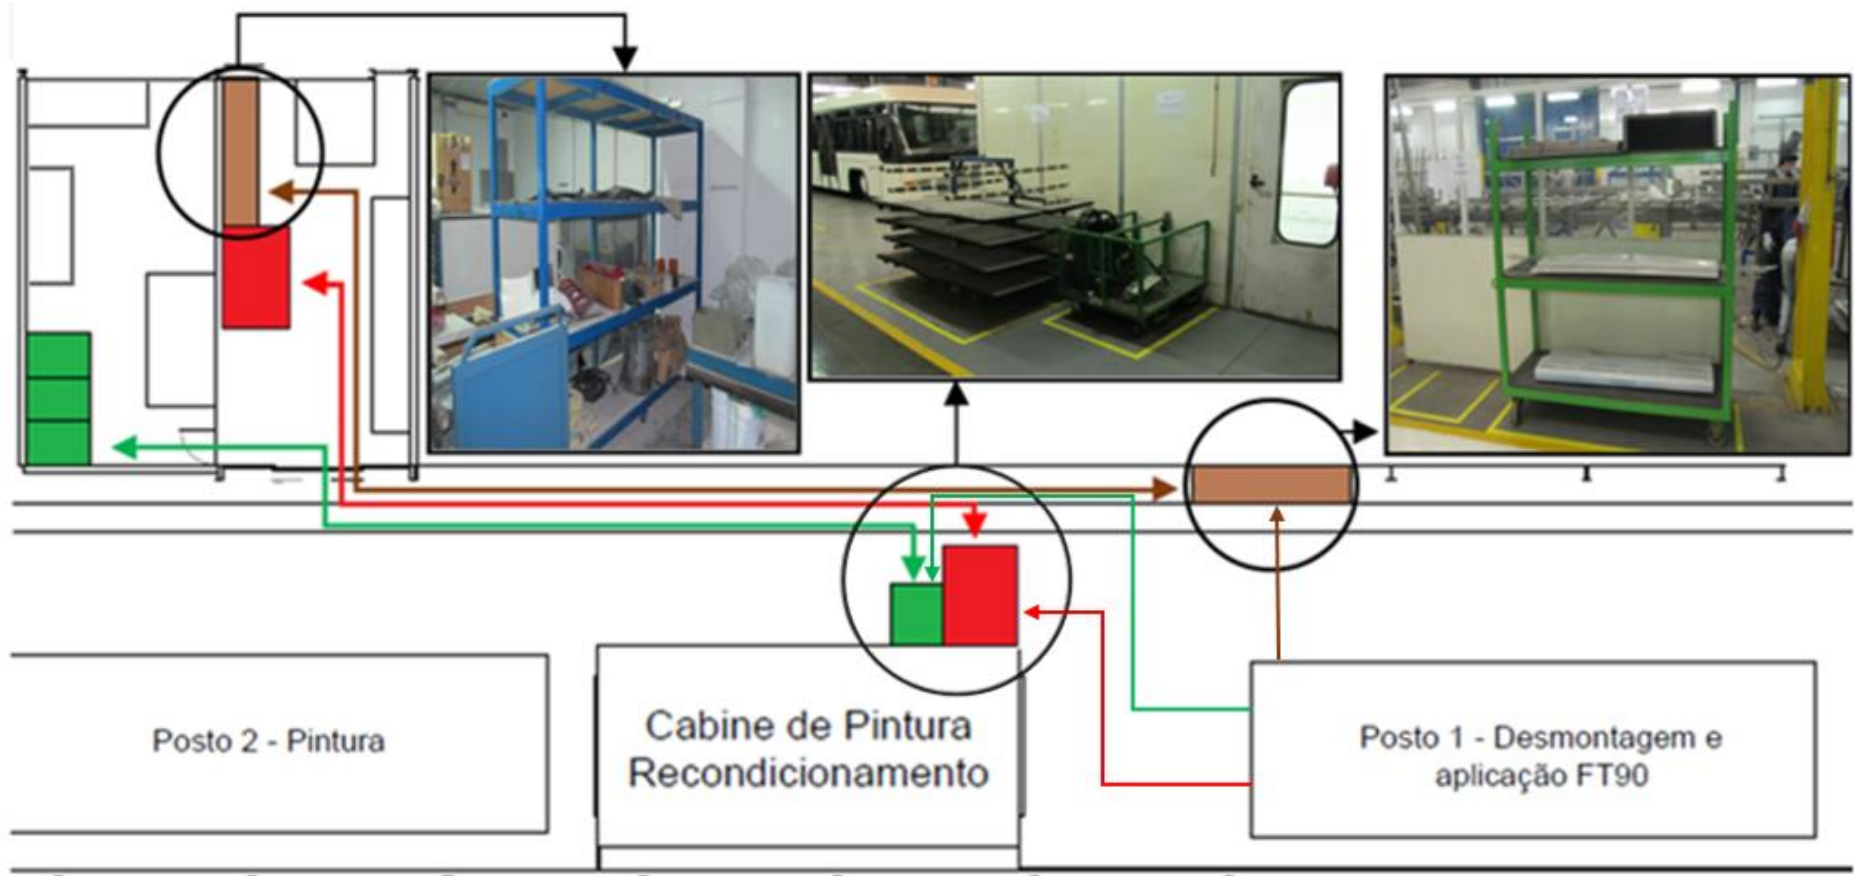 Posto 2 - Pintura
Cabine de Pintura
Recondicionamento
Posto 1 - Desmontagem e
aplicação FT90